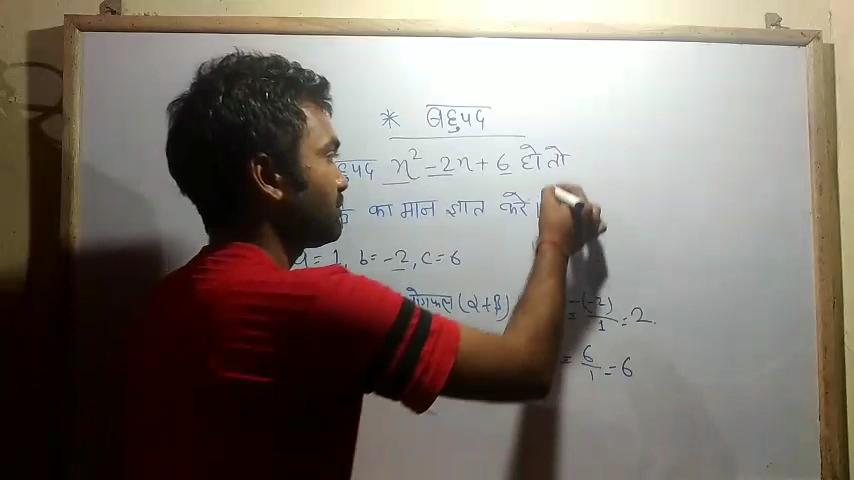 * बहुपद
बहुपद x² - 2x + 6 हो तो
का मान ज्ञात करे।
a = 1, b = -2, c = 6
योगफल (α+β) = -(-2)/1 = 2
= 6/1 = 6